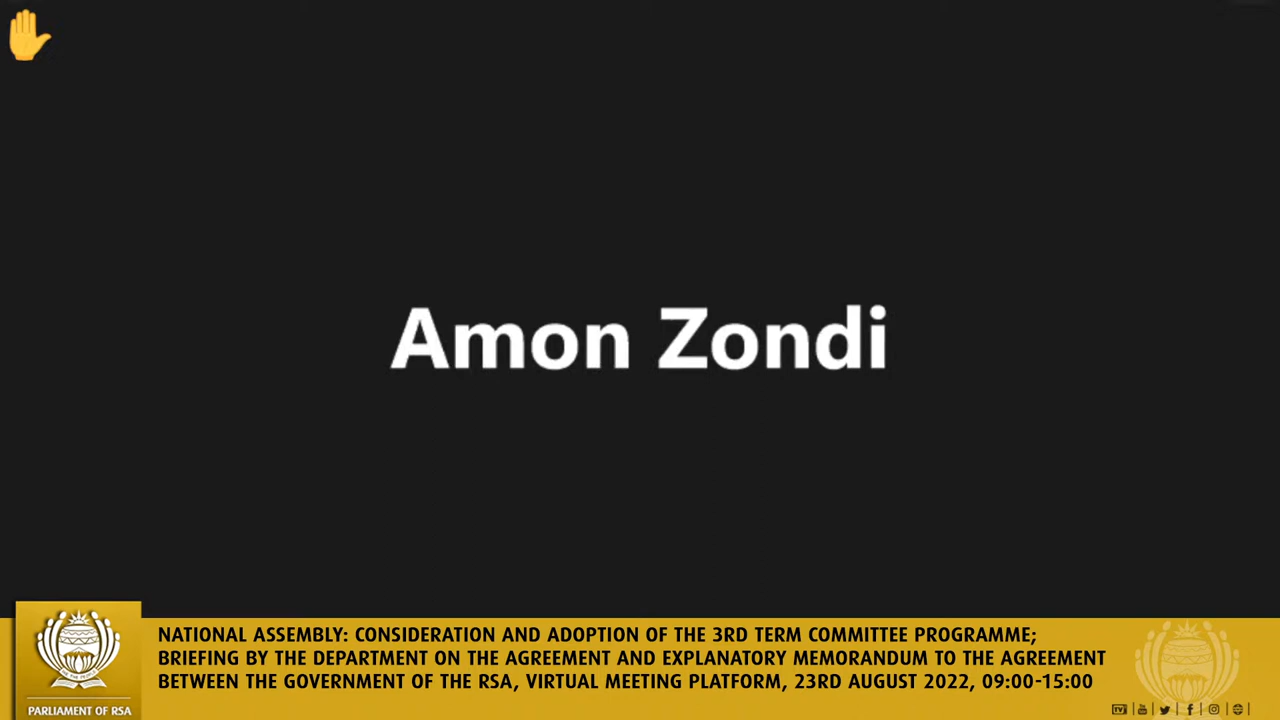 Amon Zondi
NATIONAL ASSEMBLY: CONSIDERATION AND ADOPTION OF THE 3RD TERM COMMITTEE PROGRAMME;
BRIEFING BY THE DEPARTMENT ON THE AGREEMENT AND EXPLANATORY MEMORANDUM TO THE AGREEMENT
BETWEEN THE GOVERNMENT OF THE RSA, VIRTUAL MEETING PLATFORM, 23RD AUGUST 2022, 09:00-15:00
PARLIAMENT OF RSA